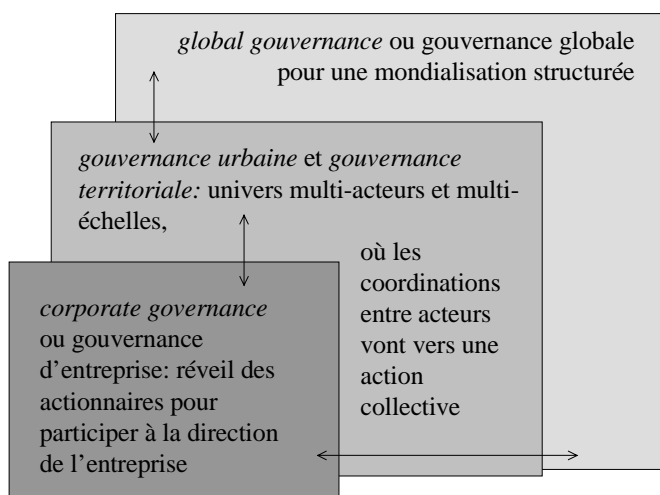 global gouvernance ou gouvernance globale
pour une mondialisation structurée
gouvernance urbaine et gouvernance
territoriale: univers multi-acteurs et multi-
échelles,
où les
coordinations
entre acteurs
vont vers une
action
collective
corporate governance
ou gouvernance
d’entreprise: réveil des
actionnaires pour
participer à la direction
de l’entreprise